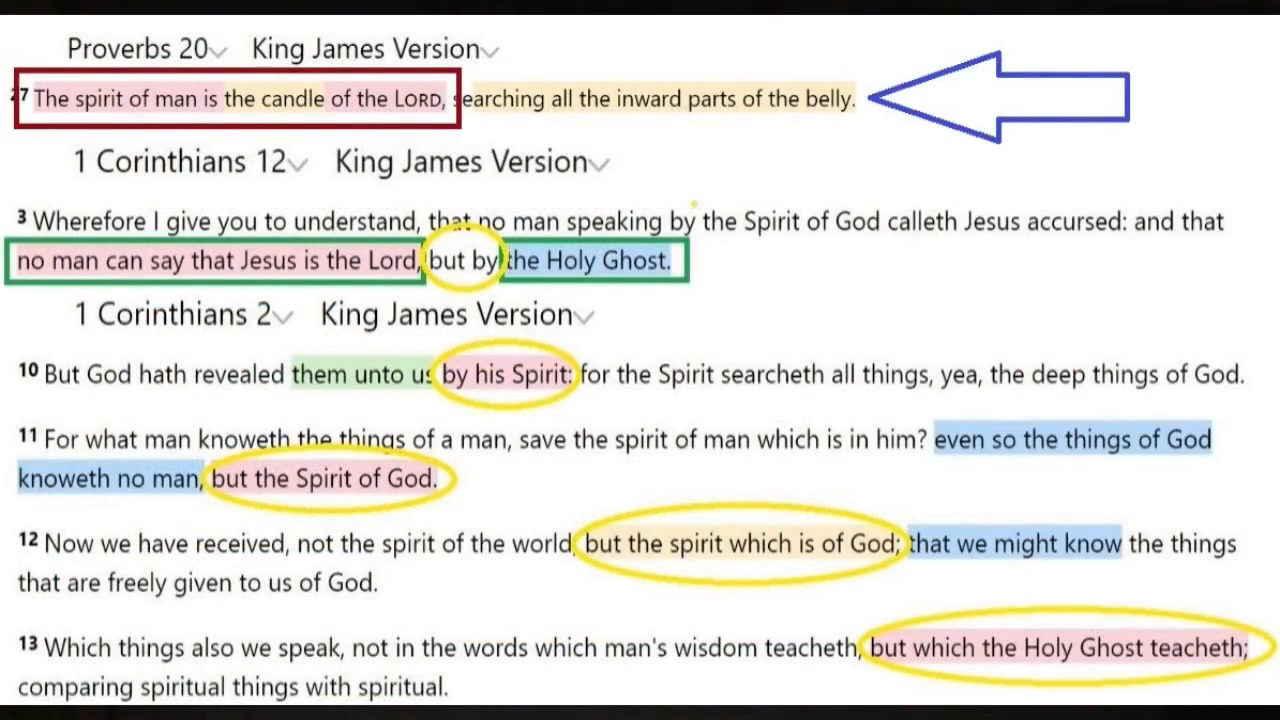 Proverbs 20 King James Version
27 The spirit of man is the candle of the LORD, searching all the inward parts of the belly.
1 Corinthians 12 King James Version
3 Wherefore I give you to understand, that no man speaking by the Spirit of God calleth Jesus accursed: and that
no man can say that Jesus is the Lord, but by the Holy Ghost.
1 Corinthians 2 King James Version
10 But God hath revealed them unto us by his Spirit: for the Spirit searcheth all things, yea, the deep things of God.
11 For what man knoweth the things of a man, save the spirit of man which is in him? even so the things of God
knoweth no man, but the Spirit of God.
12 Now we have received, not the spirit of the world, but the spirit which is of God; that we might know the things
that are freely given to us of God.
13 Which things also we speak, not in the words which man's wisdom teacheth, but which the Holy Ghost teacheth;
comparing spiritual things with spiritual.